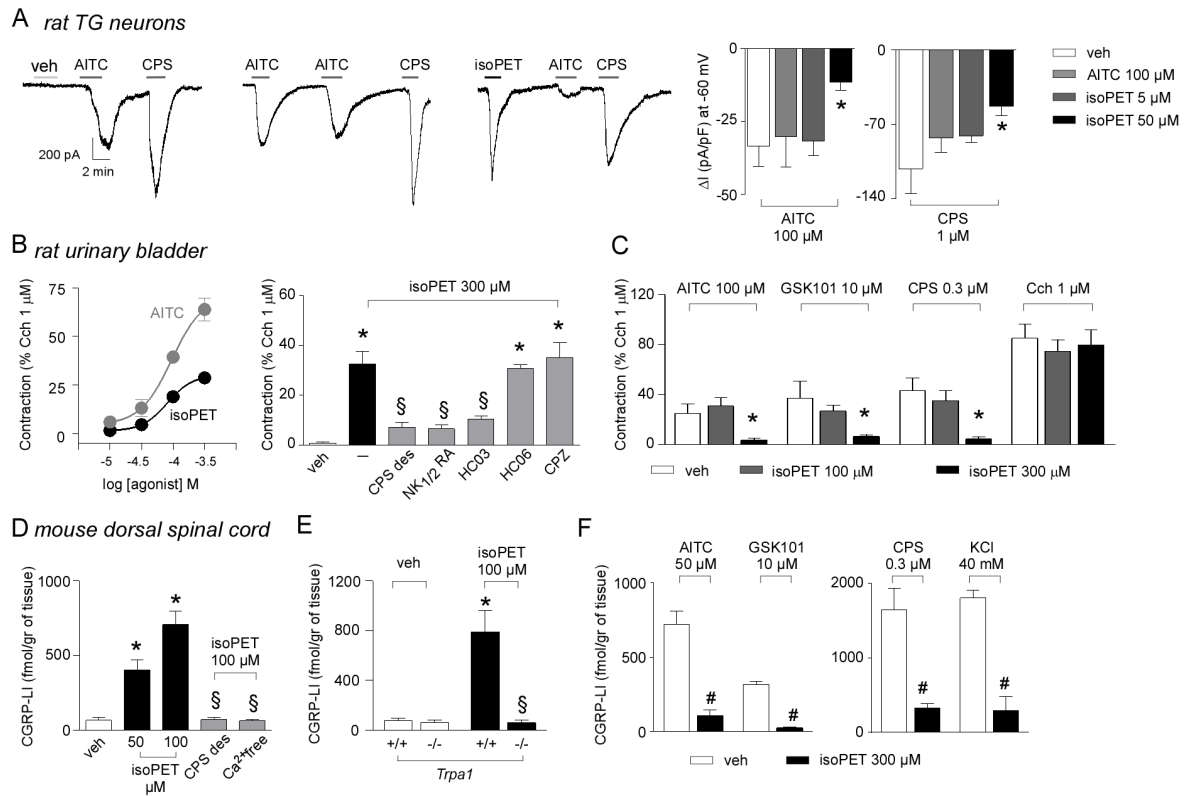 A rat TG neurons
veh AITC CPS AITC AITC CPS isoPET AITC CPS
200 pA
2 min
ΔI (pA/pF) at -60 mV
0
-25
-50
*
AITC
100 µM
0
-70
-140
*
CPS
1 µM
veh
AITC 100 µM
isoPET 5 µM
isoPET 50 µM
B rat urinary bladder
Contraction (% Cch 1 µM)
75
50
25
0
AITC
isoPET
-5 -4.5 -4 -3.5
log [agonist] M
Contraction (% Cch 1 µM)
60
40
20
0
isoPET 300 µM
* § § § * *
veh – CPS des NK-1/2 RA HC03 HC06 CPZ
C
Contraction (% Cch 1 µM)
120
80
40
0
AITC 100 µM GSK101 10 µM CPS 0.3 µM Cch 1 µM
* * *
veh isoPET 100 µM isoPET 300 µM
D mouse dorsal spinal cord
CGRP-LI (fmol/gr of tissue)
1000
500
0
* * § §
isoPET
100 µM
veh 50 100 CPS des Ca2+free
isoPET
µM
E
CGRP-LI (fmol/gr of tissue)
1200
800
400
0
veh
isoPET
100 µM
* §
+/+ -/- +/+ -/-
Trpa1
F
CGRP-LI (fmol/gr of tissue)
1000
500
0
AITC
50 µM
GSK101
10 µM
# #
2000
1000
0
CPS
0.3 µM
KCl
40 mM
# #
veh isoPET 300 µM